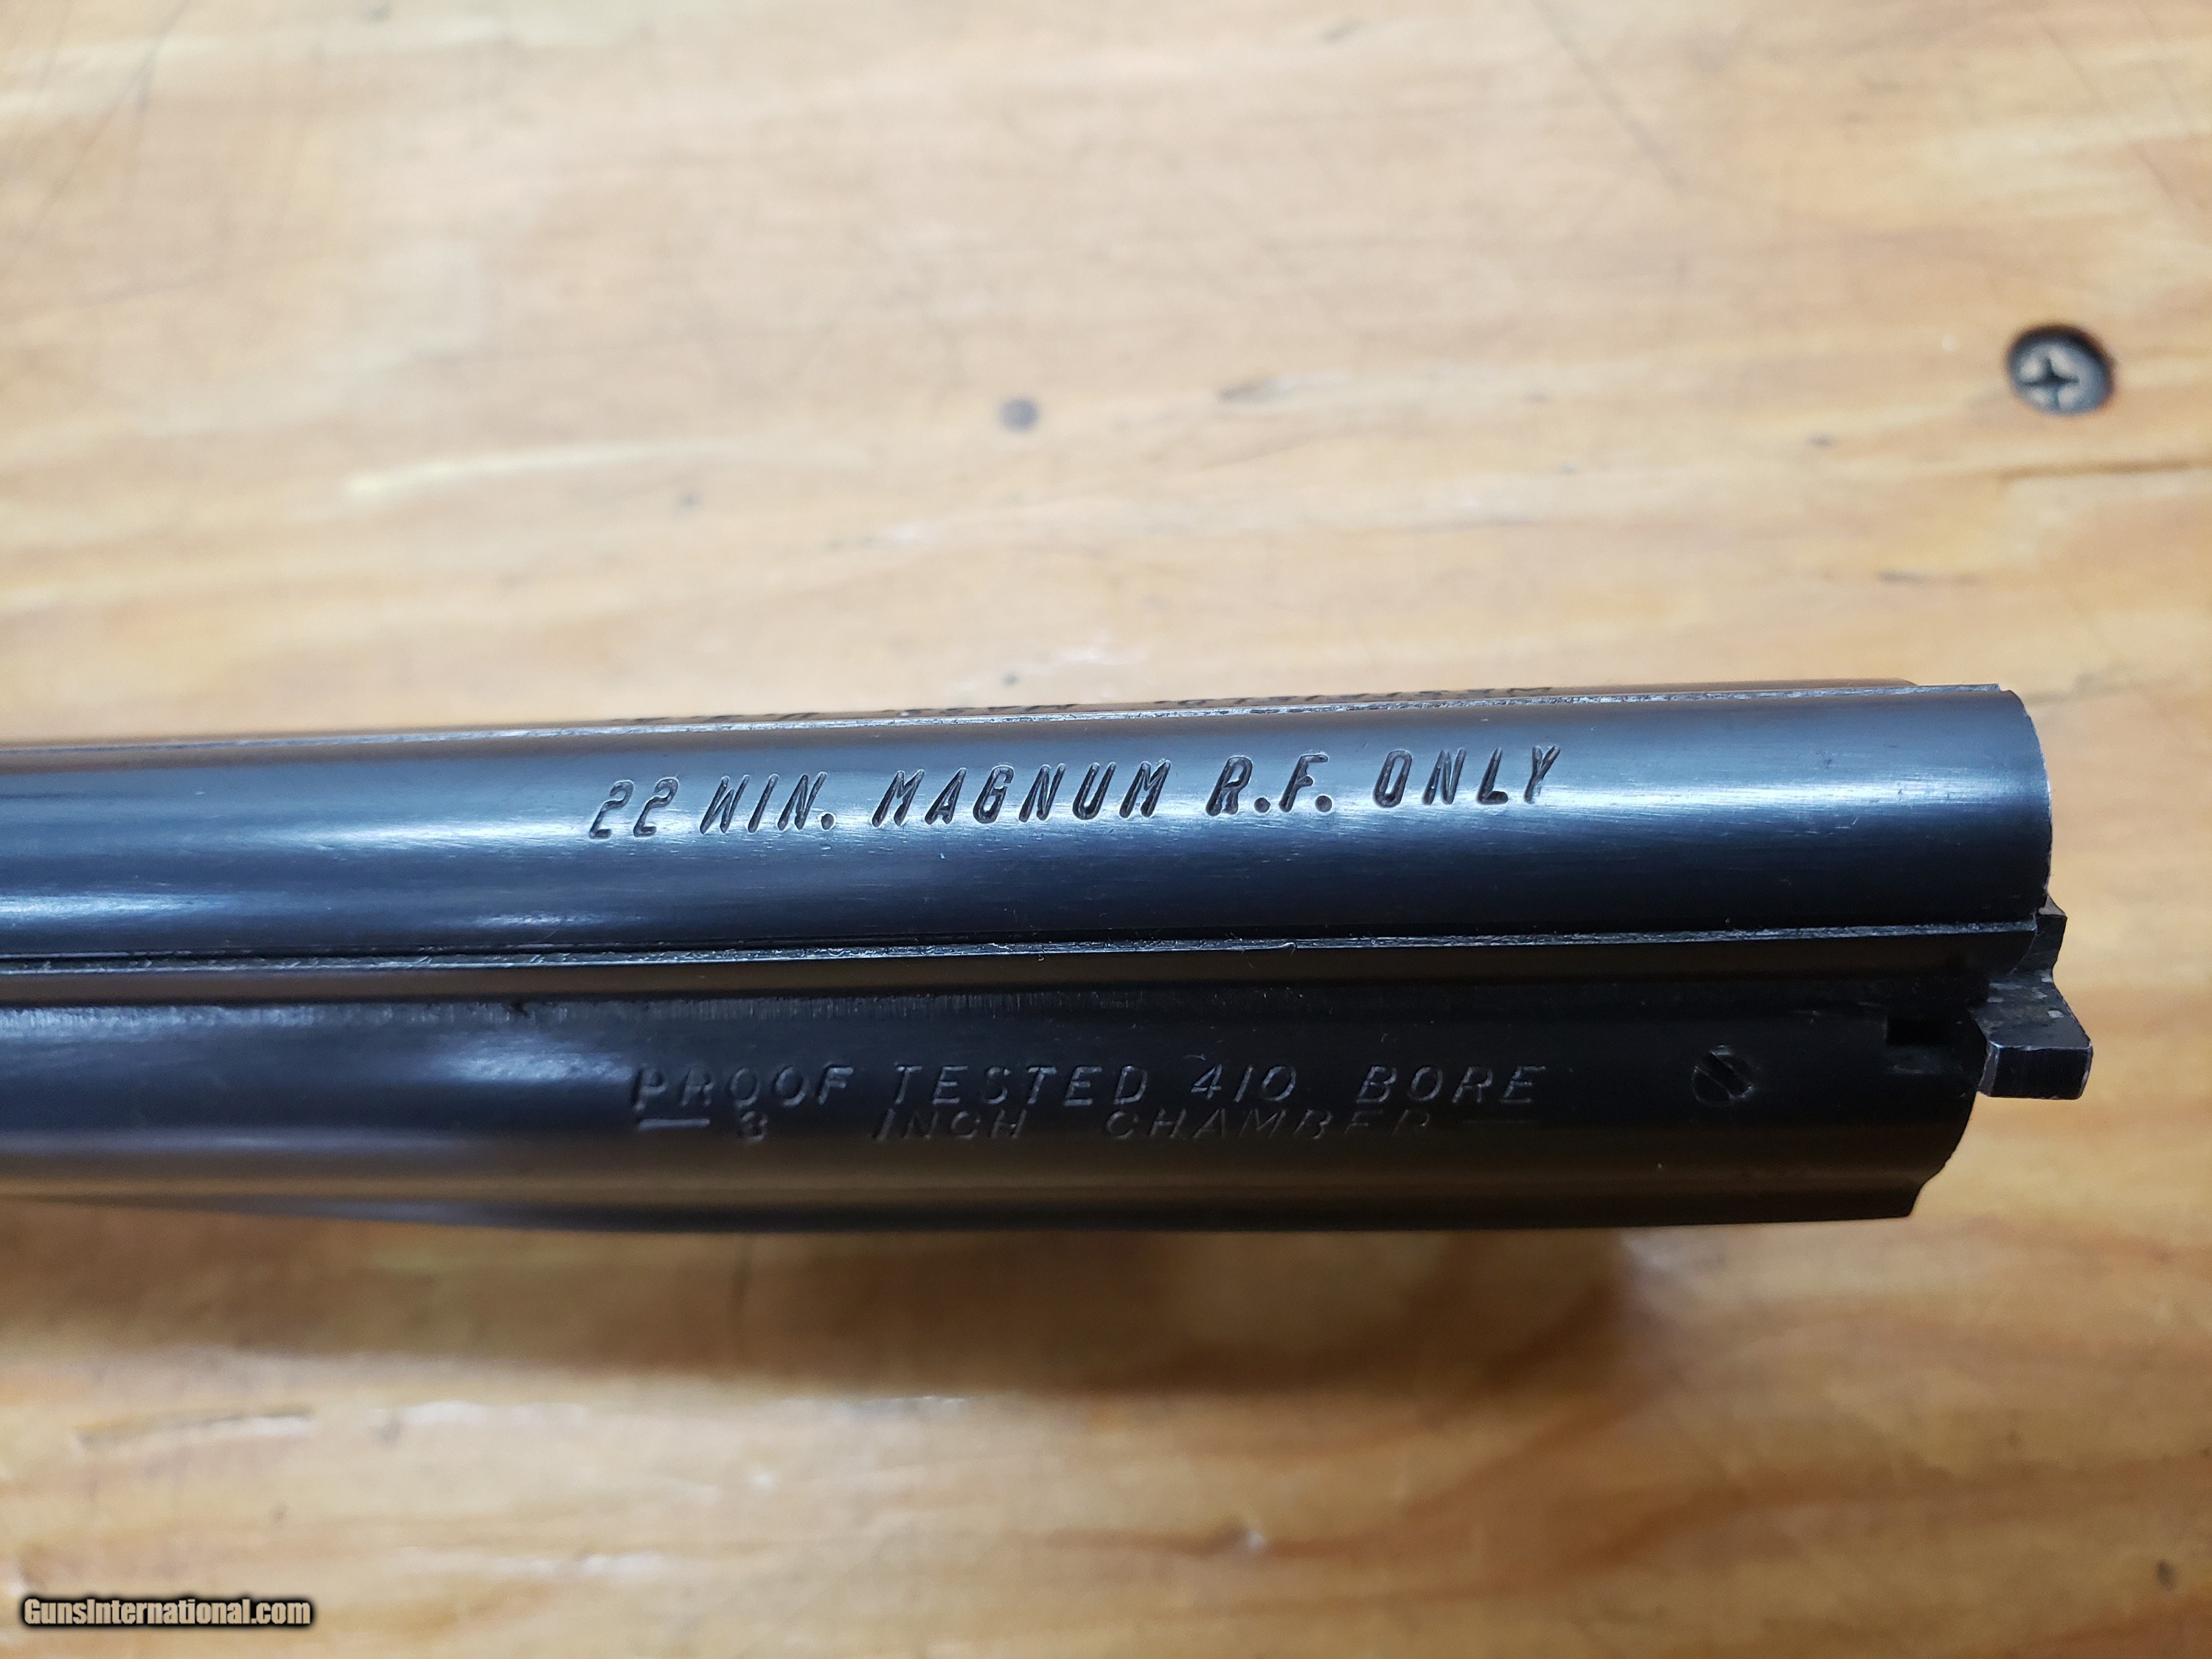 22 WIN. MAGNUM R.F. ONLY
PROOF TESTED 410 BORE
— 3 INCH CHAMBER —
GunsInternational.com